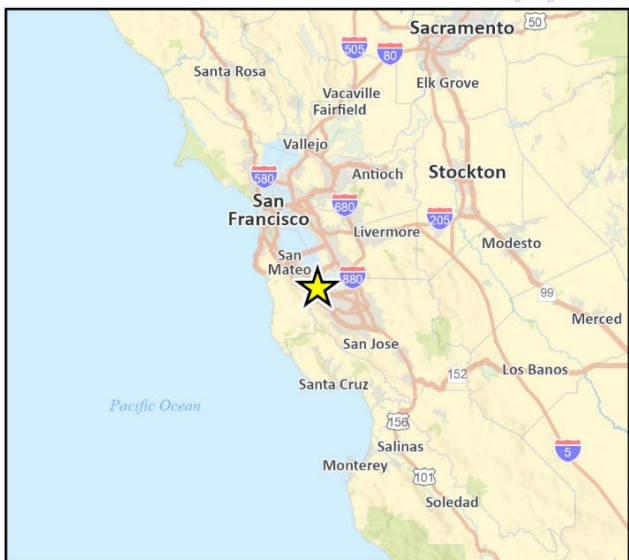 Sacramento
50
505
80
Santa Rosa
Elk Grove
Vacaville
Fairfield
Vallejo
Antioch
Stockton
580
San
Francisco
680
205
Livermore
Modesto
San
Mateo
880
99
Merced
San Jose
152
Los Banos
Santa Cruz
Pacific Ocean
156
Salinas
5
Monterey
101
Soledad